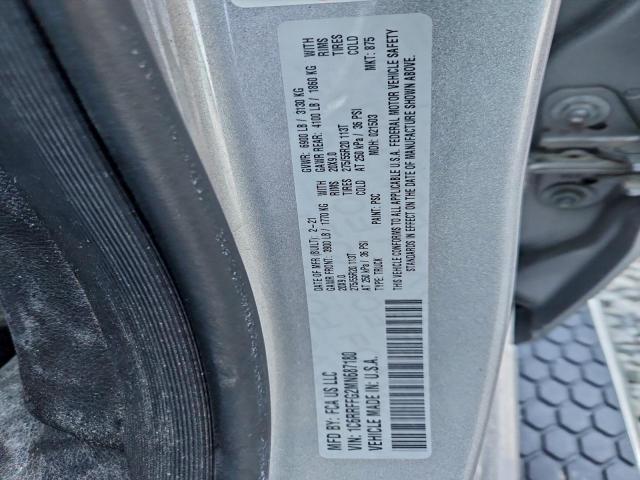 MFD BY: FCA US LLC
DATE OF MFR (BUILT): 2-21
GVWR: 6900 LB / 3130 KG
GAWR FRONT: 3900 LB / 1770 KG WITH
GAWR REAR: 4100 LB / 1860 KG WITH
20X9.0 RIMS
20X9.0 RIMS
275/55R20 113T TIRES
275/55R20 113T TIRES
AT 250 kPa / 36 PSI COLD
AT 250 kPa / 36 PSI COLD
VIN: 1C6RRFFG2MN687180
TYPE: TRUCK
PAINT: PSC
MDH: 021503
MKT: 875
VEHICLE MADE IN: U.S.A.
THIS VEHICLE CONFORMS TO ALL APPLICABLE U.S.A. FEDERAL MOTOR VEHICLE SAFETY
STANDARDS IN EFFECT ON THE DATE OF MANUFACTURE SHOWN ABOVE.